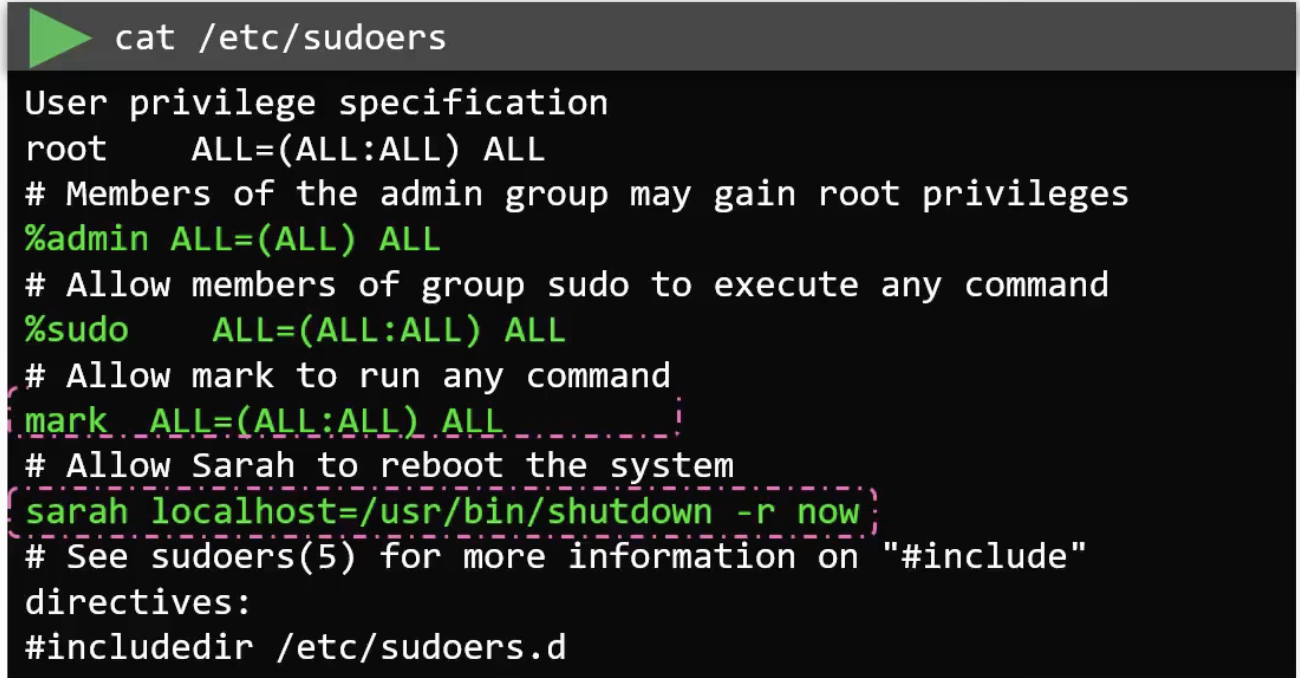 cat /etc/sudoers
User privilege specification
root    ALL=(ALL:ALL) ALL
# Members of the admin group may gain root privileges
%admin ALL=(ALL) ALL
# Allow members of group sudo to execute any command
%sudo    ALL=(ALL:ALL) ALL
# Allow mark to run any command
mark  ALL=(ALL:ALL) ALL
# Allow Sarah to reboot the system
sarah localhost=/usr/bin/shutdown -r now
# See sudoers(5) for more information on "#include"
directives:
#includedir /etc/sudoers.d